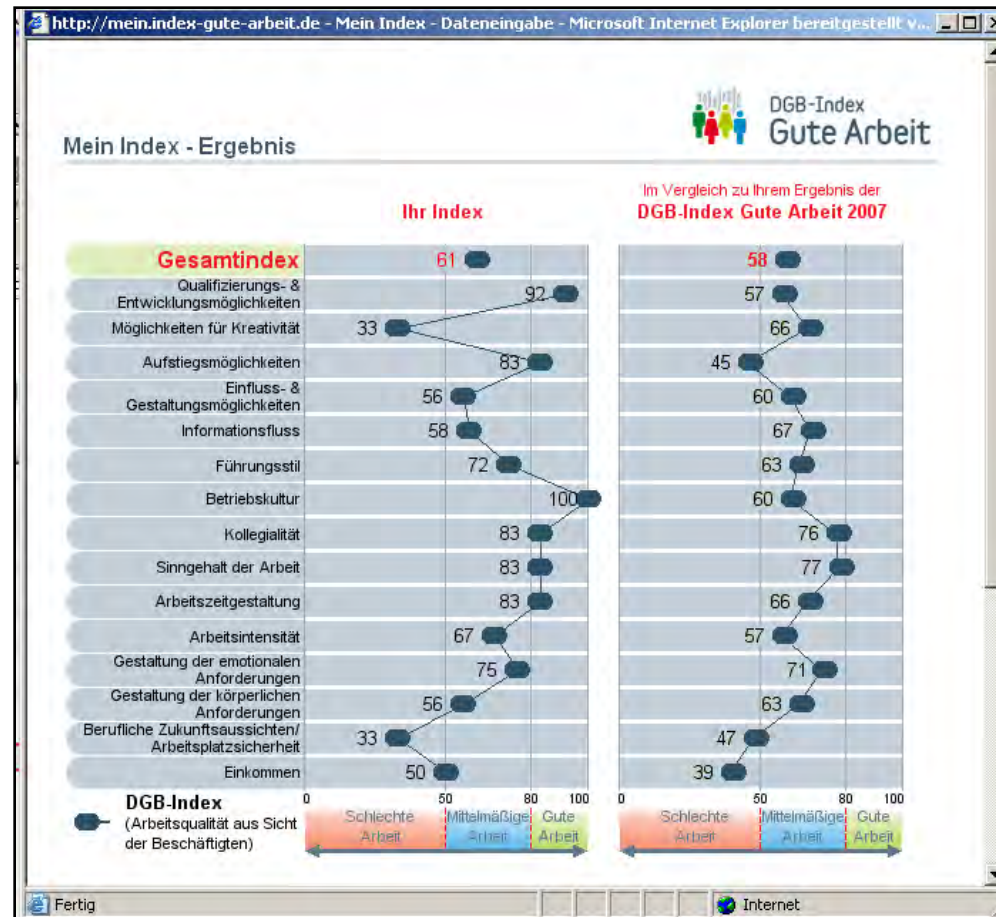 http://mein.index-gute-arbeit.de - Mein Index - Dateneingabe - Microsoft Internet Explorer bereitgestellt v...
DGB-Index
Gute Arbeit
Mein Index - Ergebnis
Ihr Index
Im Vergleich zu Ihrem Ergebnis der
DGB-Index Gute Arbeit 2007
Gesamtindex 61 58
Qualifizierungs- &
Entwicklungsmöglichkeiten 92 57
Möglichkeiten für Kreativität 33 66
Aufstiegsmöglichkeiten 83 45
Einfluss- &
Gestaltungsmöglichkeiten 56 60
Informationsfluss 58 67
Führungsstil 72 63
Betriebskultur 100 60
Kollegialität 83 76
Sinngehalt der Arbeit 83 77
Arbeitszeitgestaltung 83 66
Arbeitsintensität 67 57
Gestaltung der emotionalen
Anforderungen 75 71
Gestaltung der körperlichen
Anforderungen 56 63
Berufliche Zukunftsaussichten/
Arbeitsplatzsicherheit 33 47
Einkommen 50 39
0 50 80 100 0 50 80 100
DGB-Index
(Arbeitsqualität aus Sicht
der Beschäftigten)
Schlechte Mittelmäßige Gute Schlechte Mittelmäßige Gute
Arbeit Arbeit Arbeit Arbeit Arbeit Arbeit
Fertig Internet